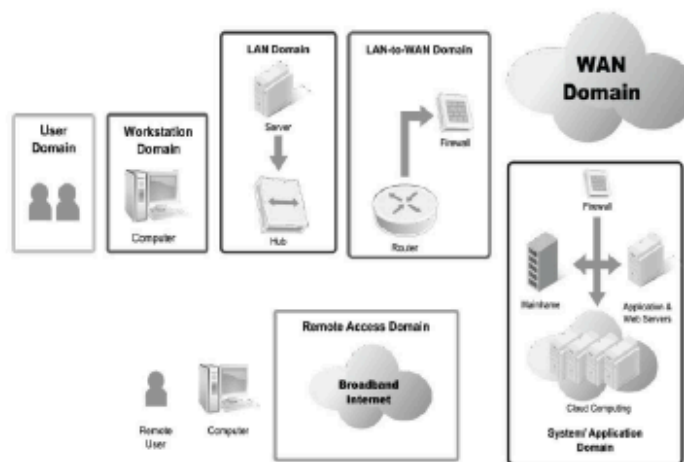 LAN Domain
Server
Hub
LAN-to-WAN Domain
Firewall
Router
WAN
Domain
User
Domain
Workstation
Domain
Computer
Firewall
Mainframe
Application &
Web Servers
Cloud Computing
System/Application
Domain
Remote Access Domain
Broadband
Internet
Remote
User
Computer